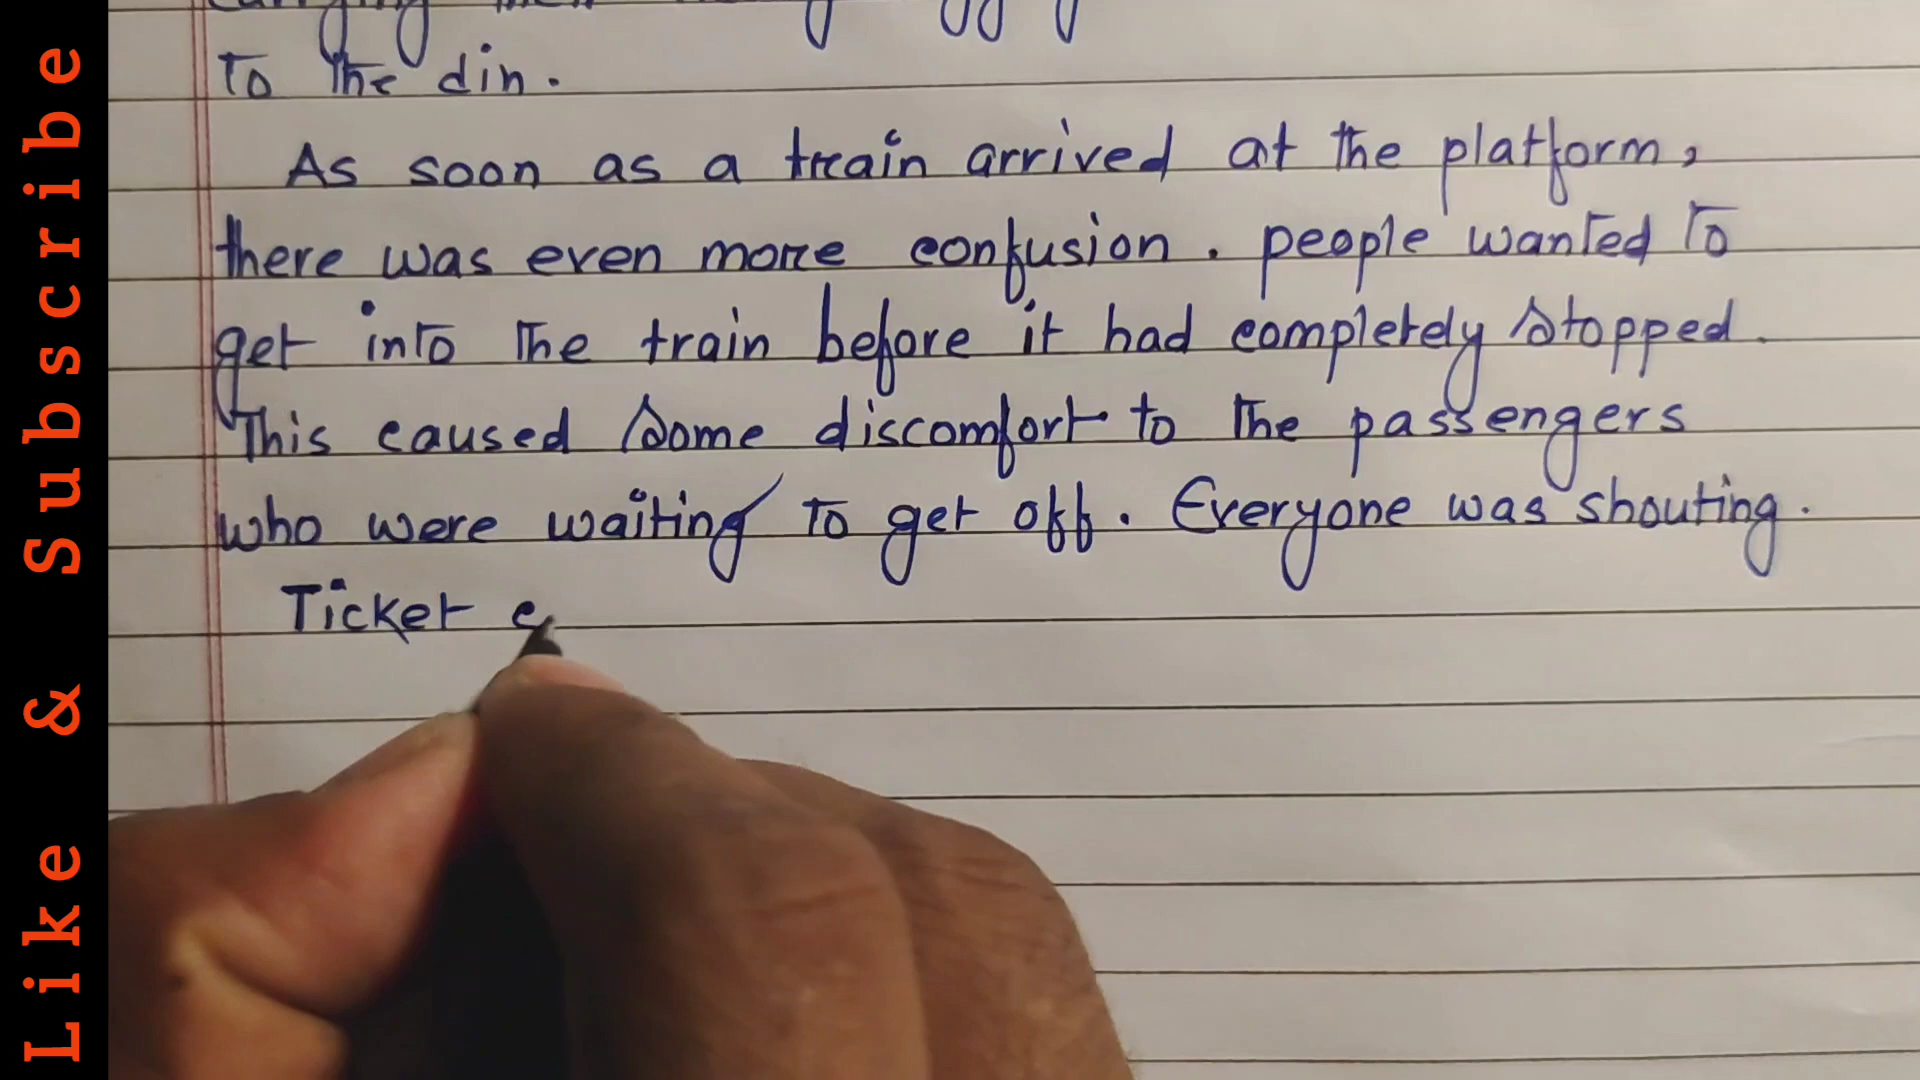 Like & Subscribe
to the din.
As soon as a train arrived at the platform,
there was even more confusion. people wanted to
get into the train before it had completely stopped.
This caused some discomfort to the passengers
who were waiting to get off. Everyone was shouting.
Ticket